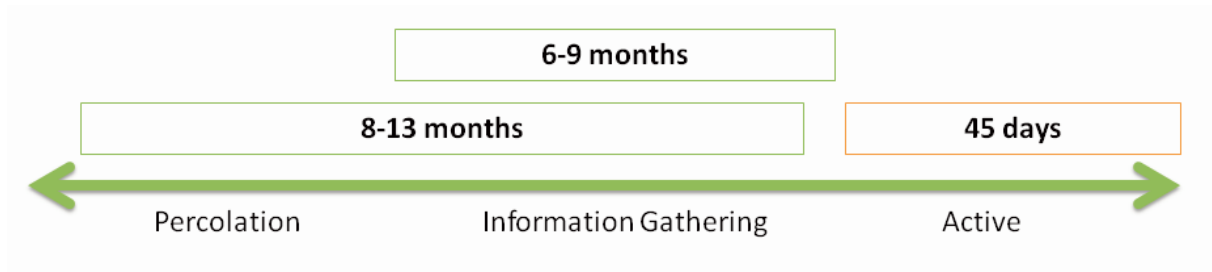 6-9 months
8-13 months
45 days
Percolation
Information Gathering
Active